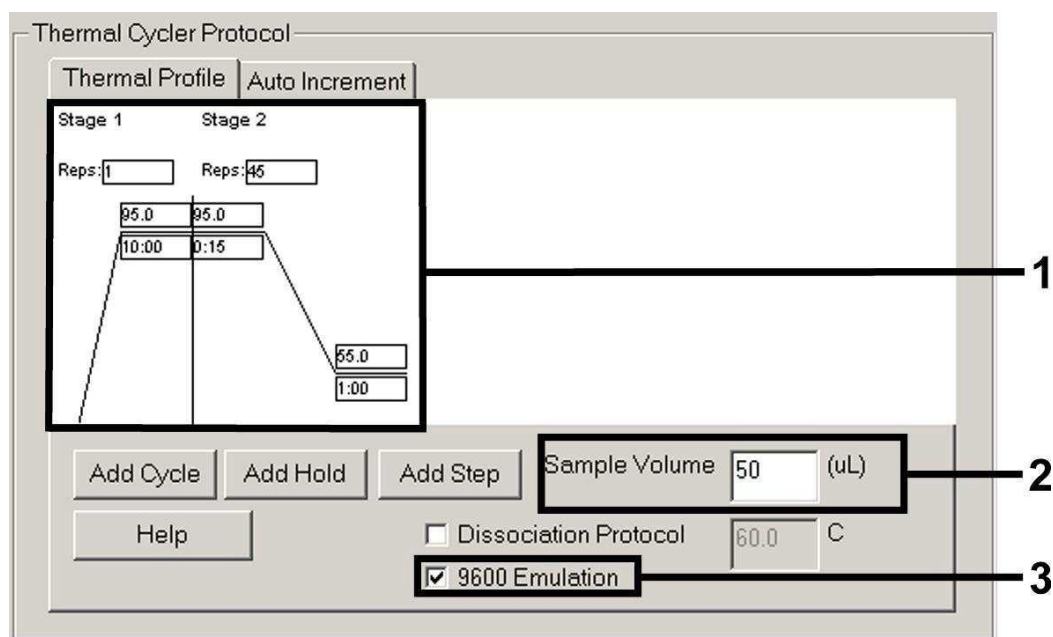 Thermal Cycler Protocol
Thermal Profile Auto Increment
Stage 1 Stage 2
Reps: 1 Reps: 45
95.0 95.0
10:00 0:15
1
55.0
1:00
Add Cycle Add Hold Add Step Sample Volume 50 (uL) 2
Help Dissociation Protocol 60.0 C
9600 Emulation 3